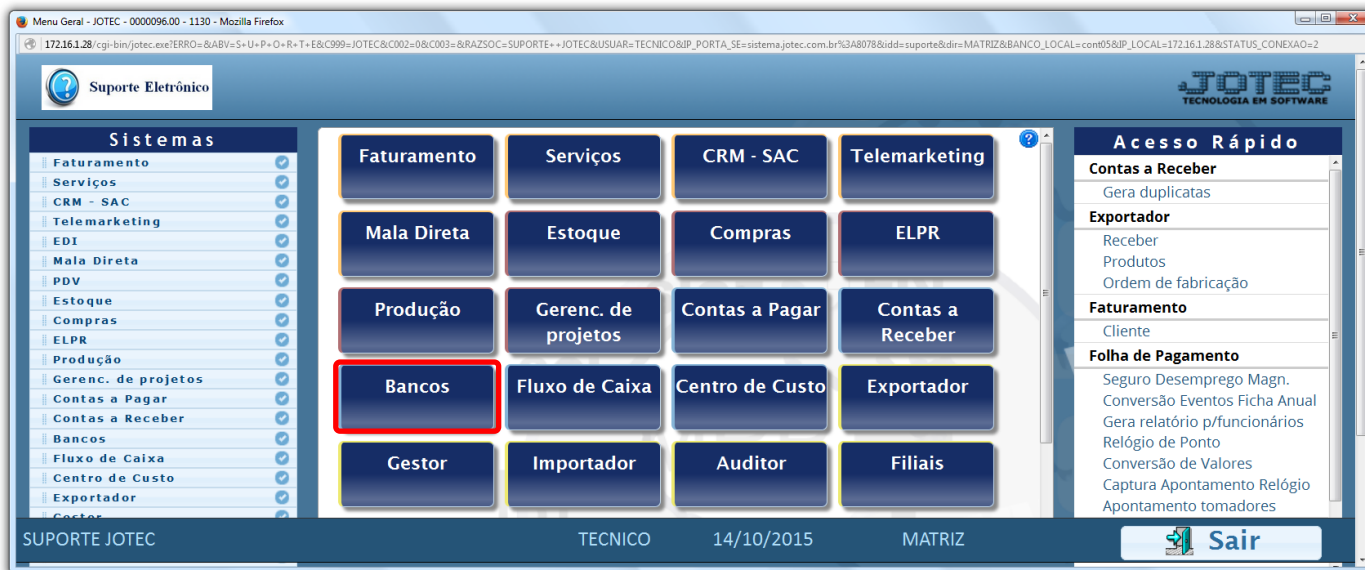 Menu Geral - JOTEC - 0000096.00 - 1130 - Mozilla Firefox
172.16.1.28/cgi-bin/jotec.exe?ERRO=&ABV=S+U+P+O+R+T+E&C999=JOTEC&C002=0&C003=&RAZSOC=SUPORTE++JOTEC&USUAR=TECNICO&IP_PORTA_SE=sistema.jotec.com.br%3A8078&idd=suporte&dir=MATRIZ&BANCO_LOCAL=cont05&IP_LOCAL=172.16.1.28&STATUS_CONEXAO=2
Suporte Eletrônico
JOTEC
TECNOLOGIA EM SOFTWARE
Sistemas
Faturamento
Serviços
CRM - SAC
Telemarketing
EDI
Mala Direta
PDV
Estoque
Compras
ELPR
Produção
Gerenc. de projetos
Contas a Pagar
Contas a Receber
Bancos
Fluxo de Caixa
Centro de Custo
Exportador
Gestor
Faturamento Serviços CRM - SAC Telemarketing
Mala Direta Estoque Compras ELPR
Produção Gerenc. de projetos Contas a Pagar Contas a Receber
Bancos Fluxo de Caixa Centro de Custo Exportador
Gestor Importador Auditor Filiais
Acesso Rápido
Contas a Receber
Gera duplicatas
Exportador
Receber
Produtos
Ordem de fabricação
Faturamento
Cliente
Folha de Pagamento
Seguro Desemprego Magn.
Conversão Eventos Ficha Anual
Gera relatório p/funcionários
Relógio de Ponto
Conversão de Valores
Captura Apontamento Relógio
Apontamento tomadores
SUPORTE JOTEC TECNICO 14/10/2015 MATRIZ Sair